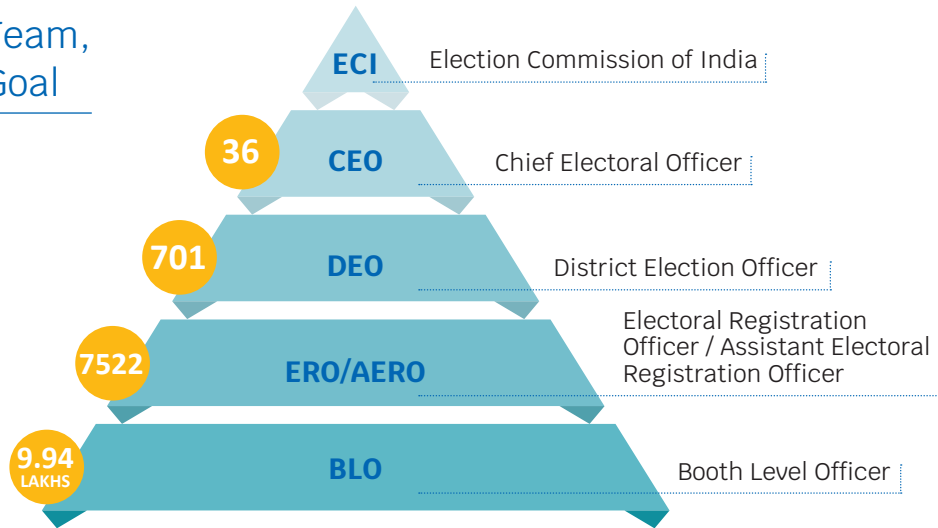 Team,
Goal
ECI
Election Commission of India
36
CEO
Chief Electoral Officer
701
DEO
District Election Officer
7522
ERO/AERO
Electoral Registration
Officer / Assistant Electoral
Registration Officer
9.94
LAKHS
BLO
Booth Level Officer